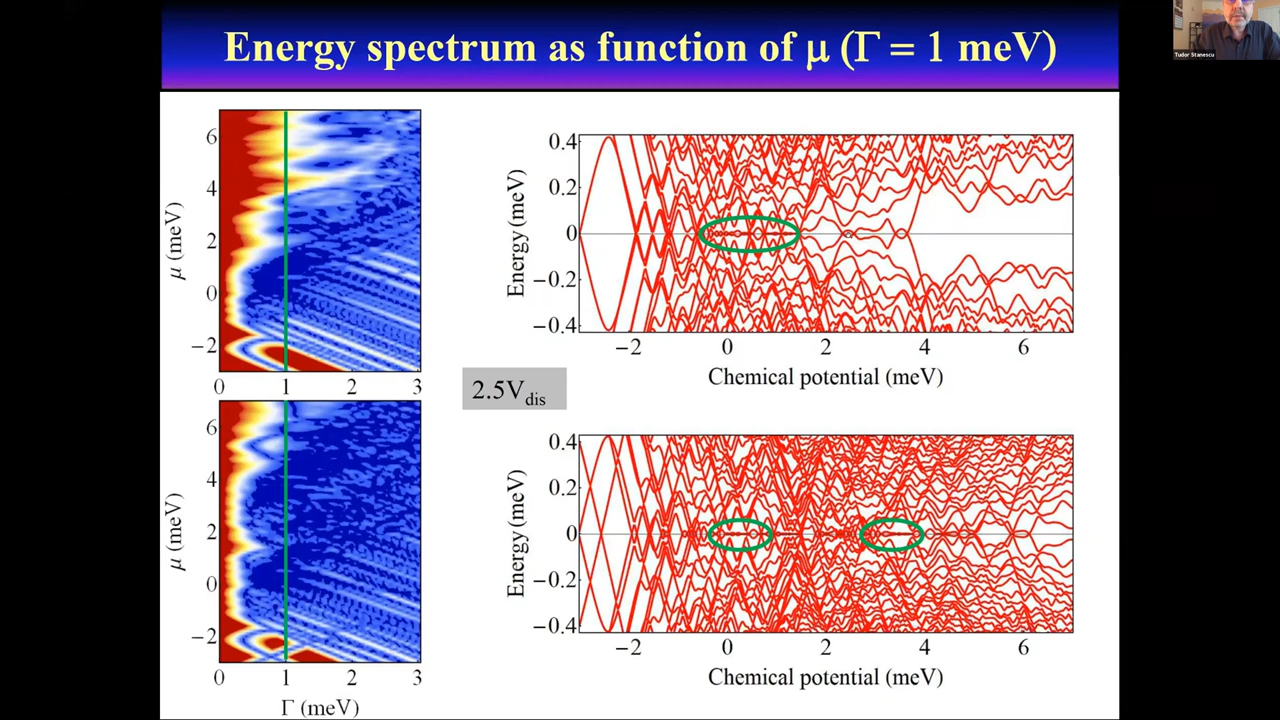 Energy spectrum as function of μ (Γ = 1 meV)
Tudor Stanescu
6
4
2
0
−2
μ (meV)
0 1 2 3
0.4
0.2
0
−0.2
−0.4
Energy (meV)
−2 0 2 4 6
Chemical potential (meV)
2.5Vdis
6
4
2
0
−2
μ (meV)
0 1 2 3
Γ (meV)
0.4
0.2
0
−0.2
−0.4
Energy (meV)
−2 0 2 4 6
Chemical potential (meV)